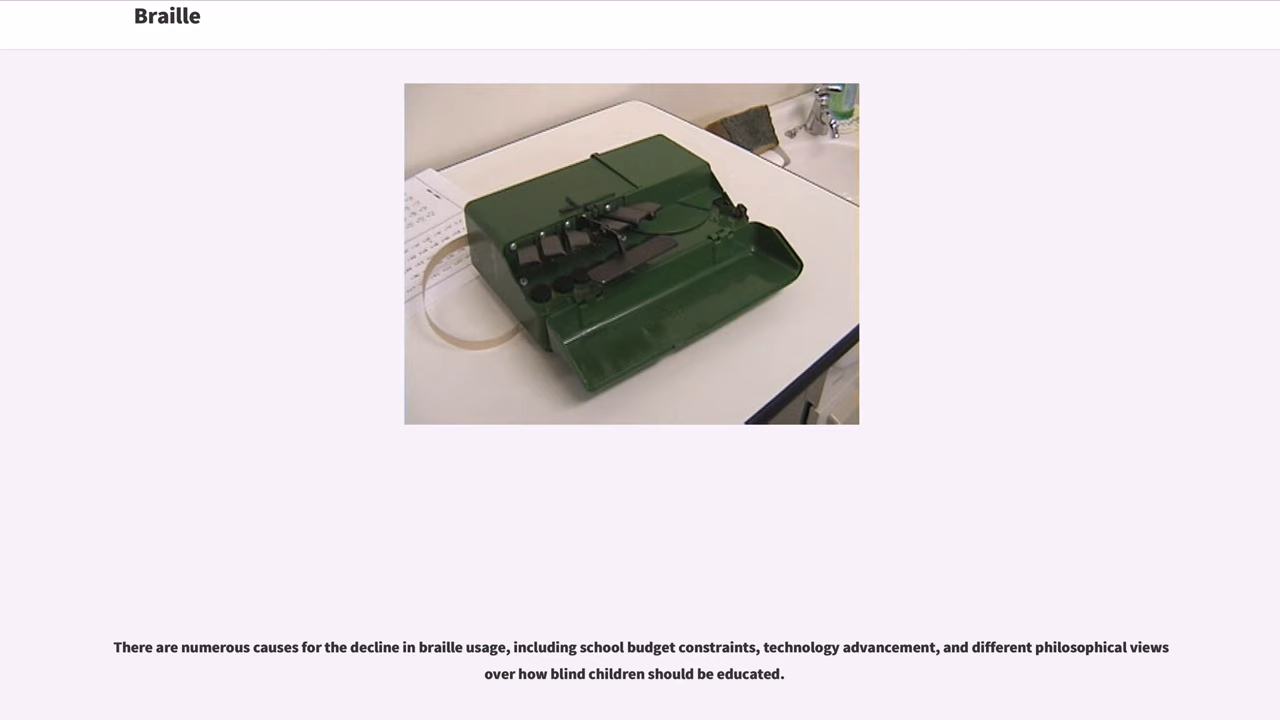 Braille
There are numerous causes for the decline in braille usage, including school budget constraints, technology advancement, and different philosophical views
over how blind children should be educated.